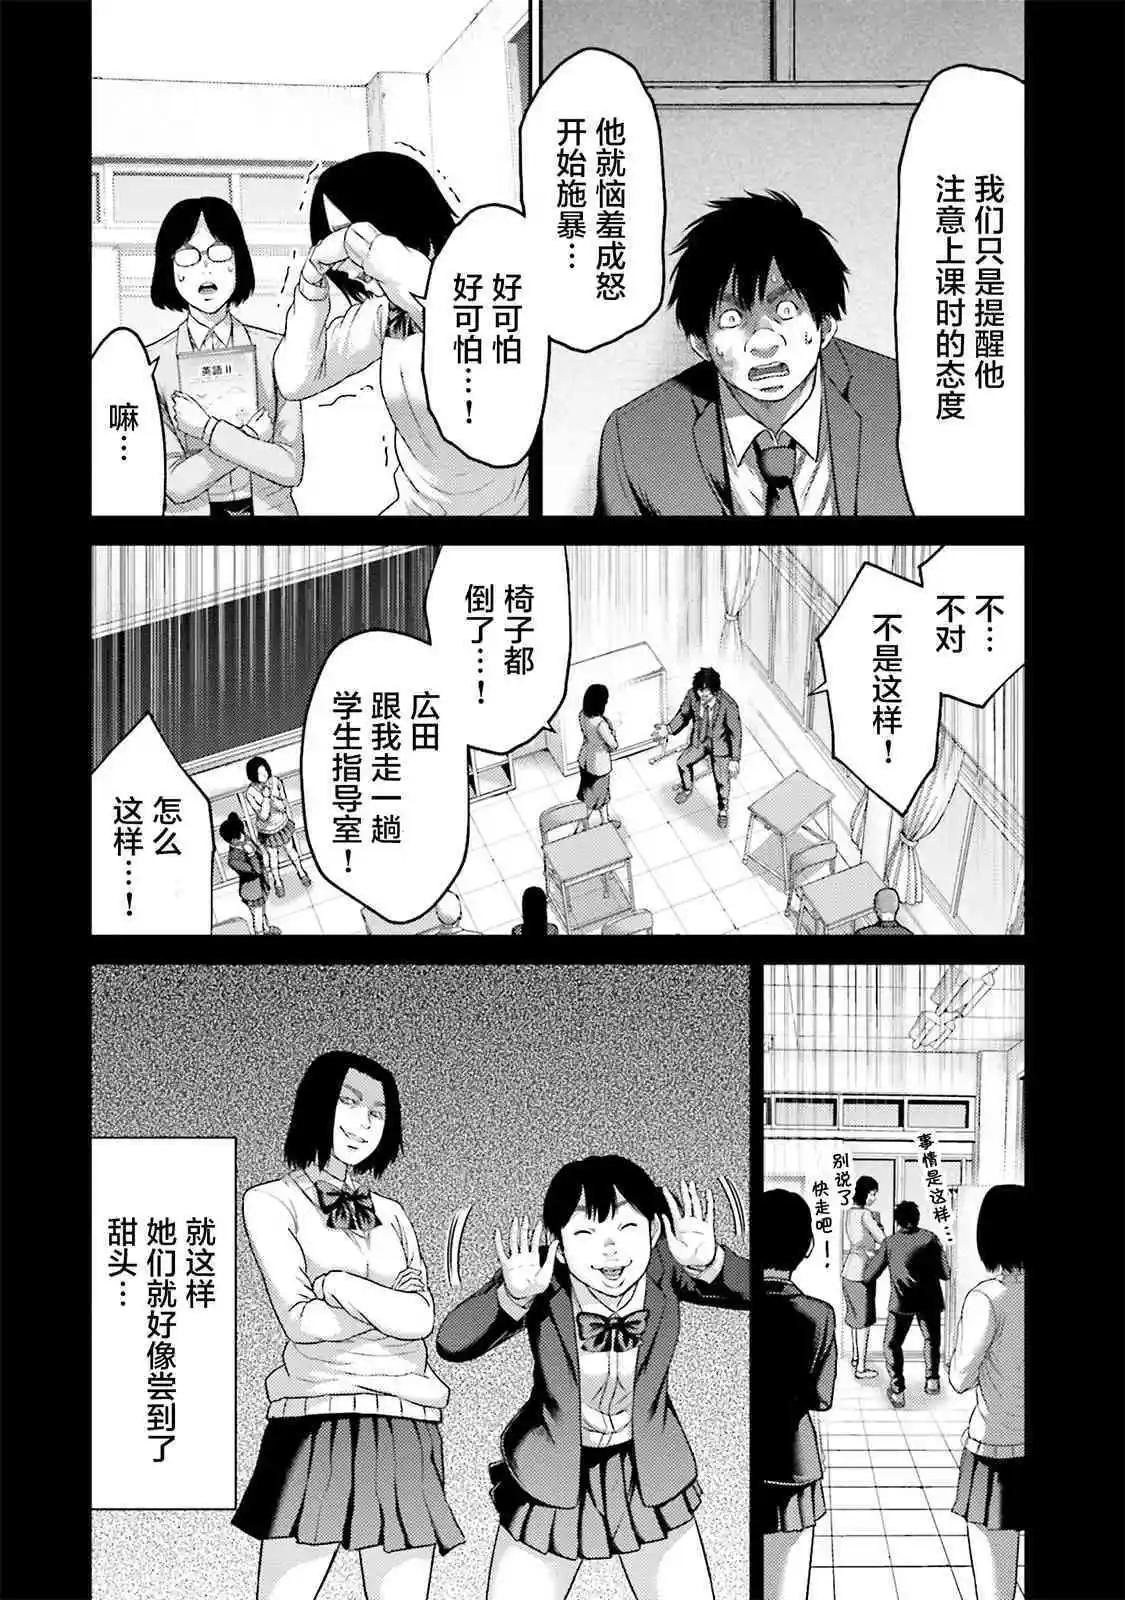 我们只是提醒他
注意上课时的态度
他就恼羞成怒
开始施暴…
好可怕
好可怕…！
英語Ⅱ
嘛…
不…
不对
不是这样！
椅子都
倒了…！
広田
跟我走一趟
学生指导室！
怎么
这样…！
事情是这样…
别说了
快走吧！
就这样
她们就好像尝到了
甜头…